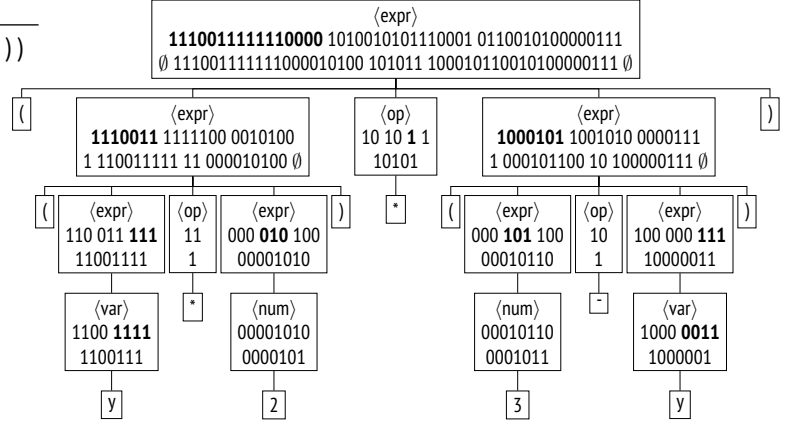 ))
⟨expr⟩
1110011111110000 1010010101110001 0110010100000111
∅ 111001111111000010100 101011 100010110010100000111 ∅
( ⟨expr⟩ ⟨op⟩ ⟨expr⟩ )
1110011 1111100 0010100 10 10 1 1 1000101 1001010 0000111
1 110011111 11 000010100 ∅ 10101 1 000101100 10 100000111 ∅
( ⟨expr⟩ ⟨op⟩ ⟨expr⟩ ) * ( ⟨expr⟩ ⟨op⟩ ⟨expr⟩ )
110 011 111 11 000 010 100 000 101 100 10 100 000 111
11001111 1 00001010 00010110 1 10000011
⟨var⟩ * ⟨num⟩ ⟨num⟩ - ⟨var⟩
1100 1111 00001010 00010110 1000 0011
1100111 0000101 0001011 1000001
y 2 3 y